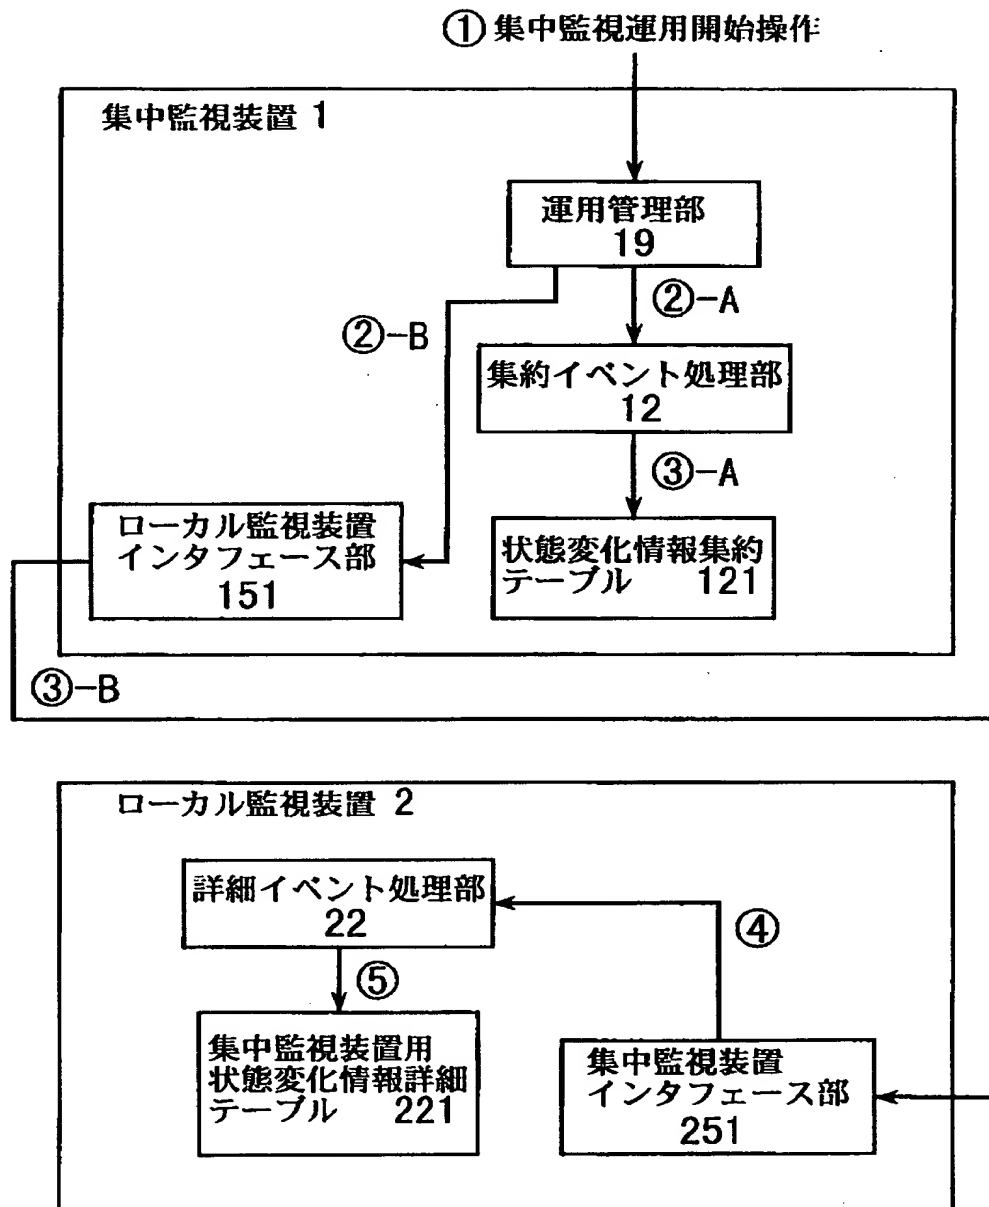 ①集中監視運用開始操作
集中監視装置 1
運用管理部
19
②-A
②-B
集約イベント処理部
12
③-A
ローカル監視装置
インタフェース部
151
状態変化情報集約
テーブル 121
③-B
ローカル監視装置 2
詳細イベント処理部
22
④
⑤
集中監視装置用
状態変化情報詳細
テーブル 221
集中監視装置
インタフェース部
251